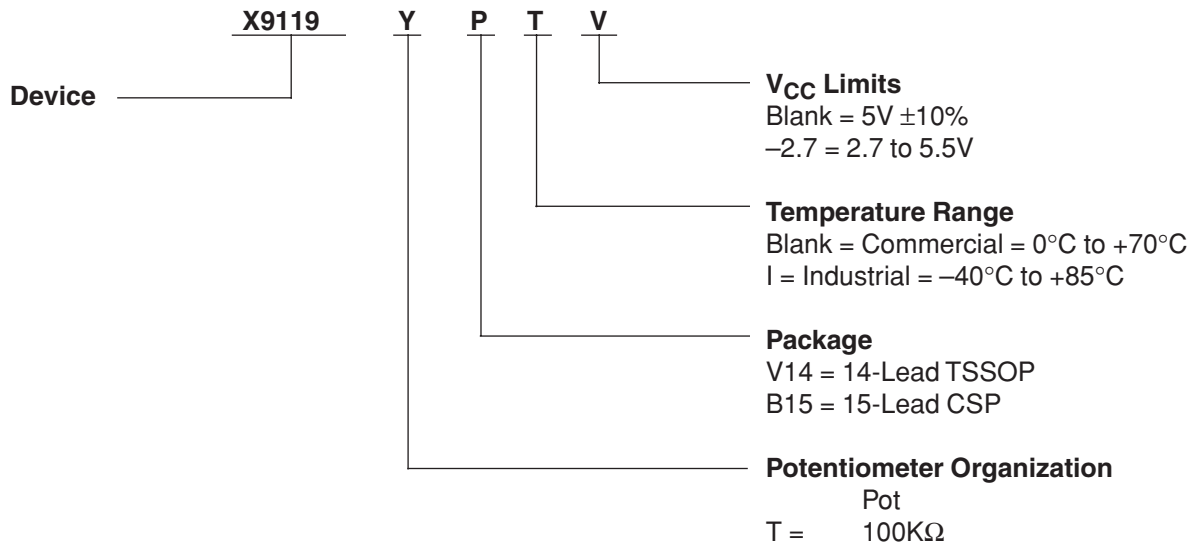 X9119 Y P T V
Device
VCC Limits
Blank = 5V ±10%
–2.7 = 2.7 to 5.5V
Temperature Range
Blank = Commercial = 0°C to +70°C
I = Industrial = –40°C to +85°C
Package
V14 = 14-Lead TSSOP
B15 = 15-Lead CSP
Potentiometer Organization
Pot
T = 100KΩ